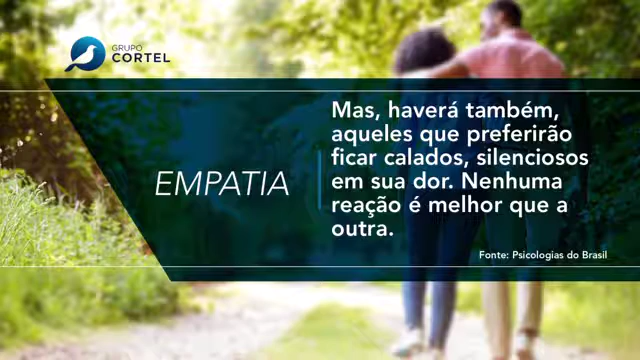 GRUPO
CORTEL
EMPATIA
Mas, haverá também,
aqueles que preferirão
ficar calados, silenciosos
em sua dor. Nenhuma
reação é melhor que a
outra.
Fonte: Psicologias do Brasil